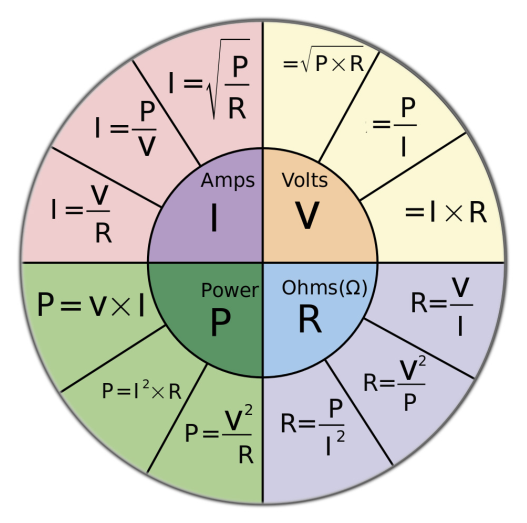 I = √P/R
= √P × R
I = P/V
= P/I
I = V/R
= I × R
Amps
I
Volts
V
Power
P
Ohms(Ω)
R
P = V × I
R = V/I
P = I² × R
R = V²/P
P = V²/R
R = P/I²